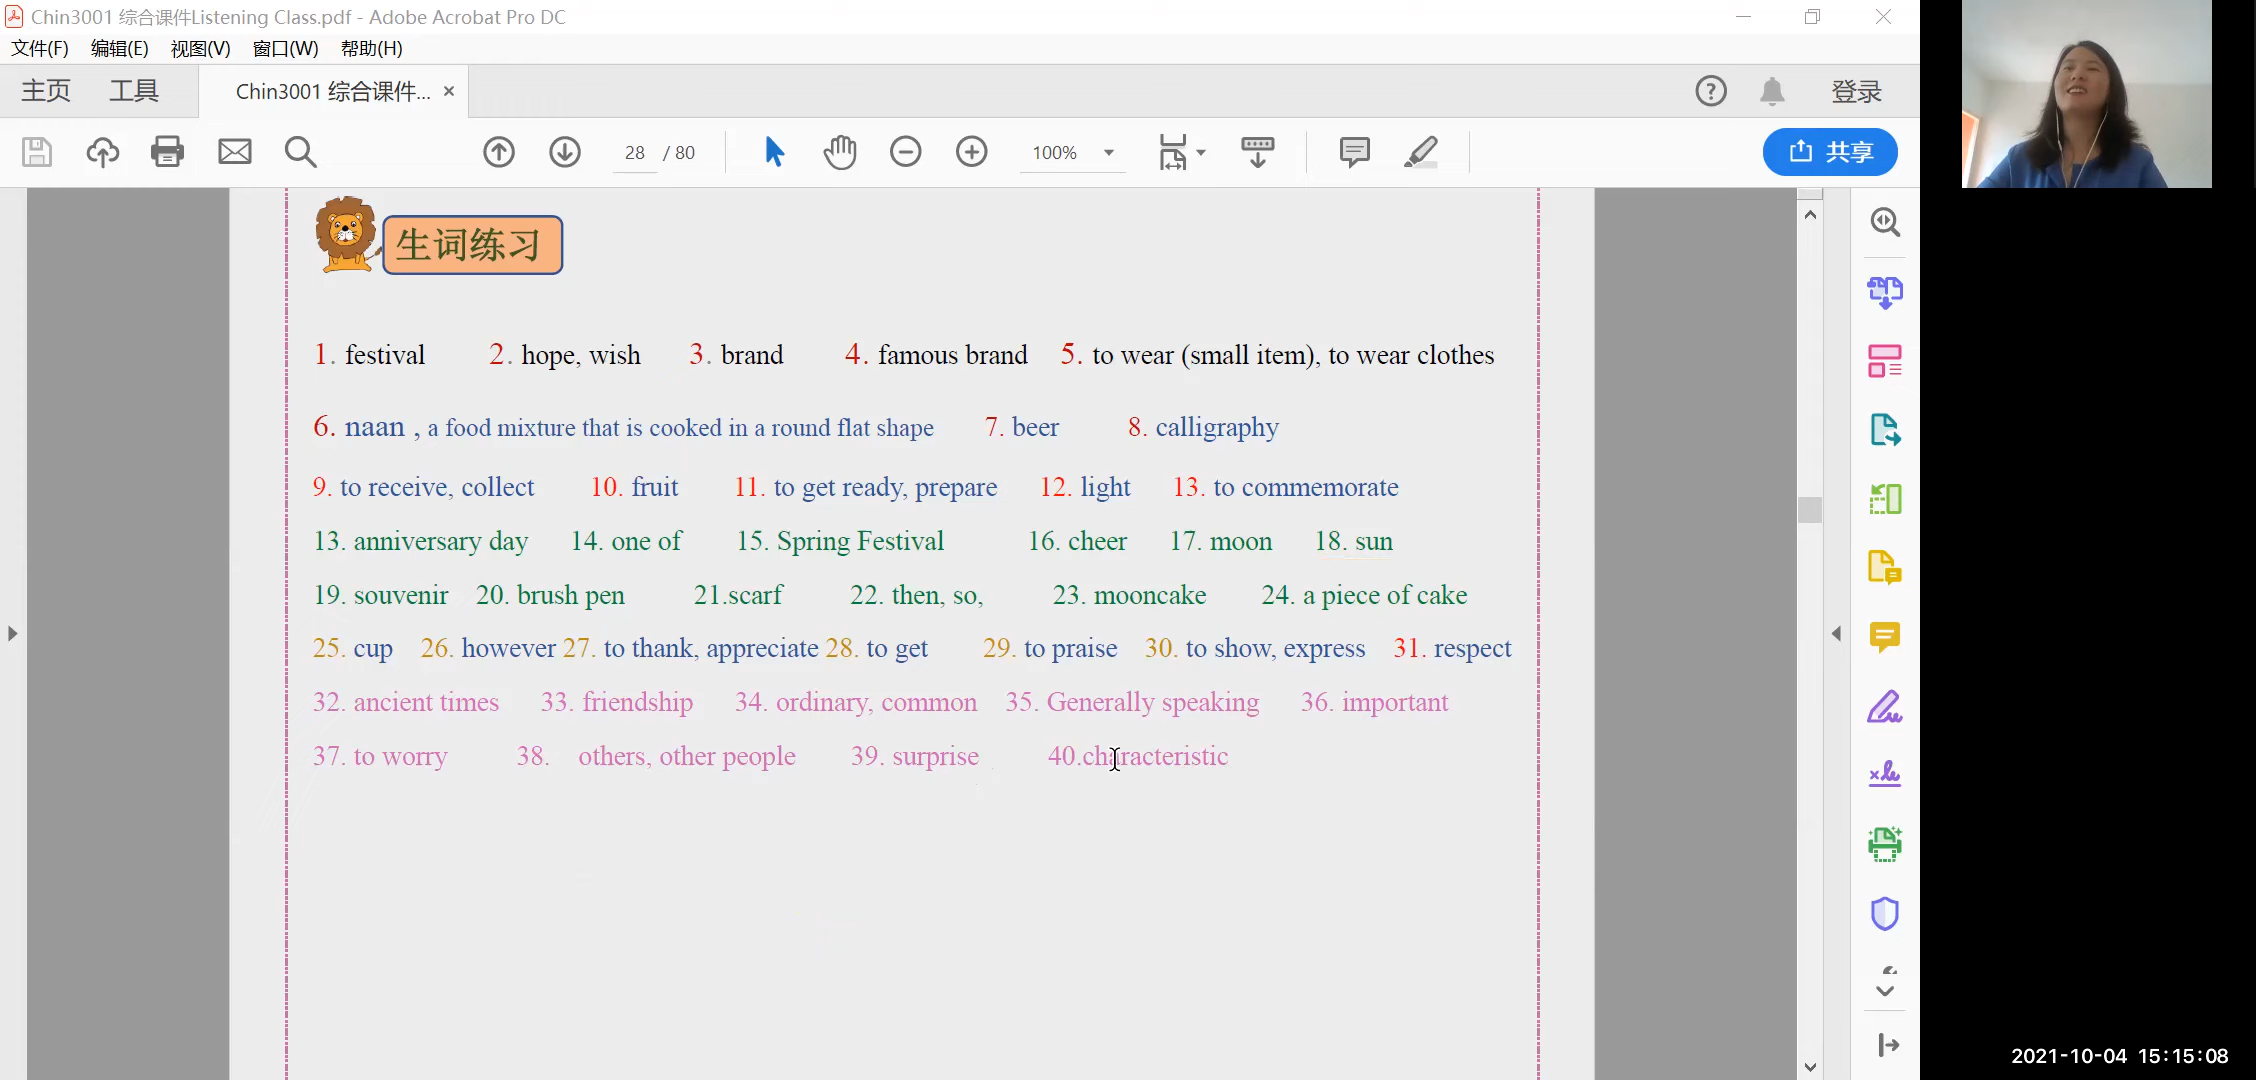 Chin3001 综合课件Listening Class.pdf - Adobe Acrobat Pro DC
文件(F) 编辑(E) 视图(V) 窗口(W) 帮助(H)
主页 工具 Chin3001 综合课件... × 登录
28 / 80 100% 共享
生词练习
1. festival 2. hope, wish 3. brand 4. famous brand 5. to wear (small item), to wear clothes
6. naan , a food mixture that is cooked in a round flat shape 7. beer 8. calligraphy
9. to receive, collect 10. fruit 11. to get ready, prepare 12. light 13. to commemorate
13. anniversary day 14. one of 15. Spring Festival 16. cheer 17. moon 18. sun
19. souvenir 20. brush pen 21.scarf 22. then, so, 23. mooncake 24. a piece of cake
25. cup 26. however 27. to thank, appreciate 28. to get 29. to praise 30. to show, express 31. respect
32. ancient times 33. friendship 34. ordinary, common 35. Generally speaking 36. important
37. to worry 38. others, other people 39. surprise 40.characteristic
2021-10-04 15:15:08